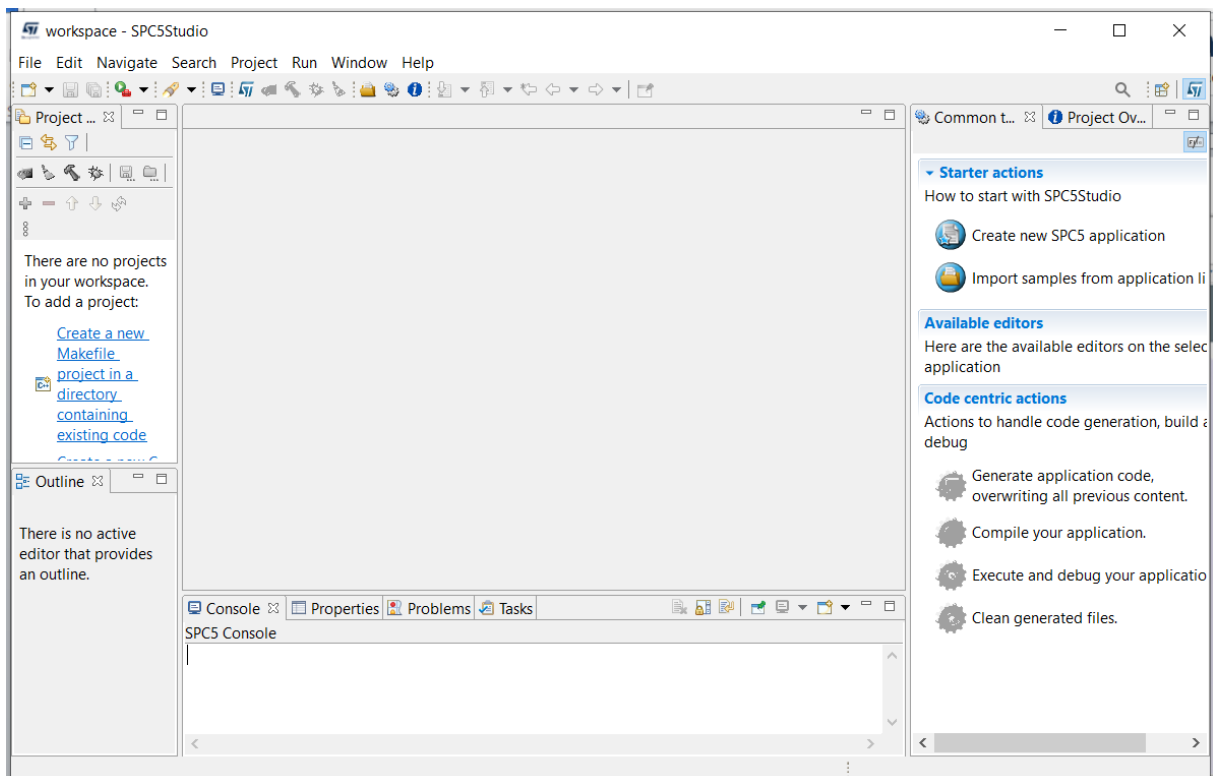 workspace - SPC5Studio
File Edit Navigate Search Project Run Window Help
Project ...
There are no projects
in your workspace.
To add a project:
Create a new
Makefile
project in a
directory
containing
existing code
Outline
There is no active
editor that provides
an outline.
Console Properties Problems Tasks
SPC5 Console
Common t... Project Ov...
Starter actions
How to start with SPC5Studio
Create new SPC5 application
Import samples from application li
Available editors
Here are the available editors on the selec
application
Code centric actions
Actions to handle code generation, build a
debug
Generate application code,
overwriting all previous content.
Compile your application.
Execute and debug your applicatio
Clean generated files.